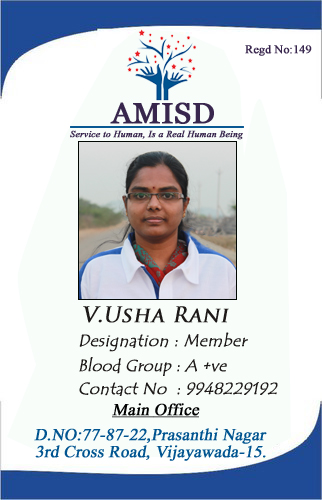 Regd No:149
AMISD
Service to Human, Is a Real Human Being
V.USHA RANI
Designation : Member
Blood Group : A +ve
Contact No : 9948229192
Main Office
D.NO:77-87-22,Prasanthi Nagar
3rd Cross Road, Vijayawada-15.